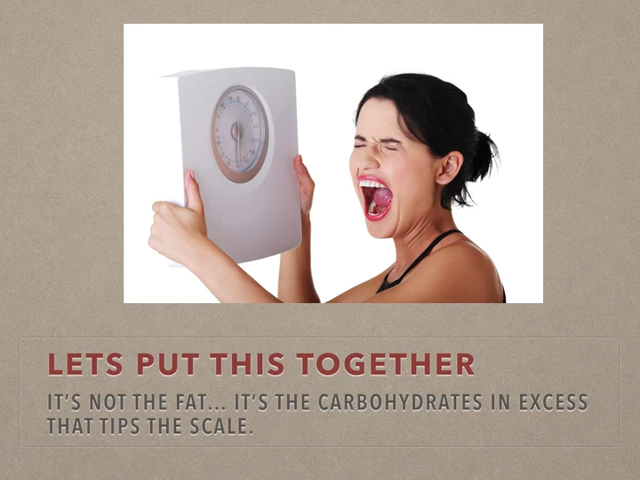 LETS PUT THIS TOGETHER
IT'S NOT THE FAT... IT'S THE CARBOHYDRATES IN EXCESS
THAT TIPS THE SCALE.